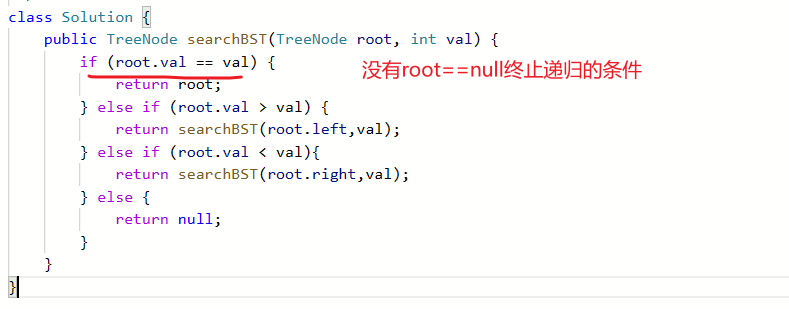 class Solution {
public TreeNode searchBST(TreeNode root, int val) {
if (root.val == val) {
没有root==null终止递归的条件
return root;
} else if (root.val > val) {
return searchBST(root.left,val);
} else if (root.val < val){
return searchBST(root.right,val);
} else {
return null;
}
}
}